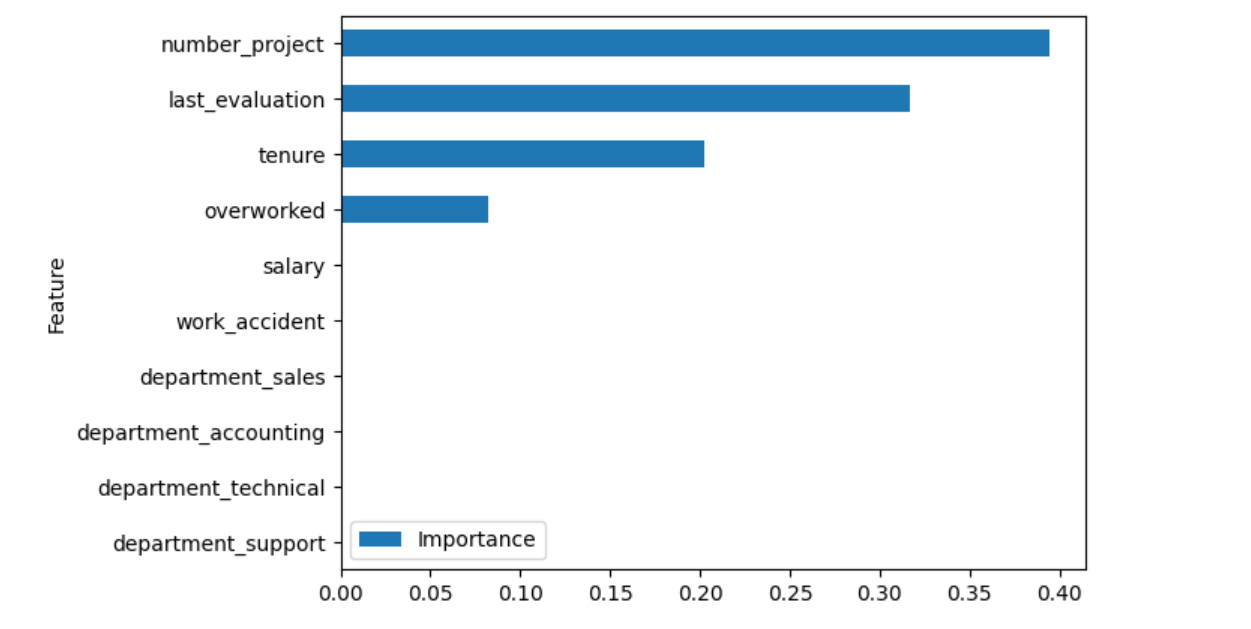 number_project
last_evaluation
tenure
overworked
salary
work_accident
department_sales
department_accounting
department_technical
department_support
Feature
Importance
0.00 0.05 0.10 0.15 0.20 0.25 0.30 0.35 0.40